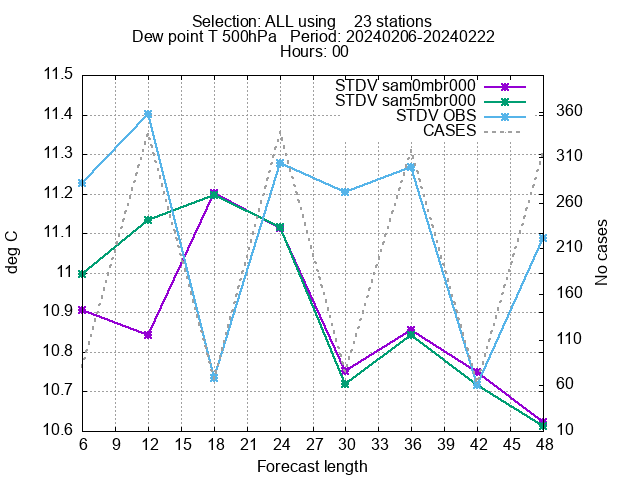 Selection: ALL using    23 stations
Dew point T 500hPa   Period: 20240206-20240222
Hours: 00
STDV sam0mbr000
STDV sam5mbr000
STDV OBS
CASES
11.5
11.4
11.3
11.2
11.1
11
10.9
10.8
10.7
10.6
deg C
360
310
260
210
160
110
60
10
No cases
6 9 12 15 18 21 24 27 30 33 36 39 42 45 48
Forecast length